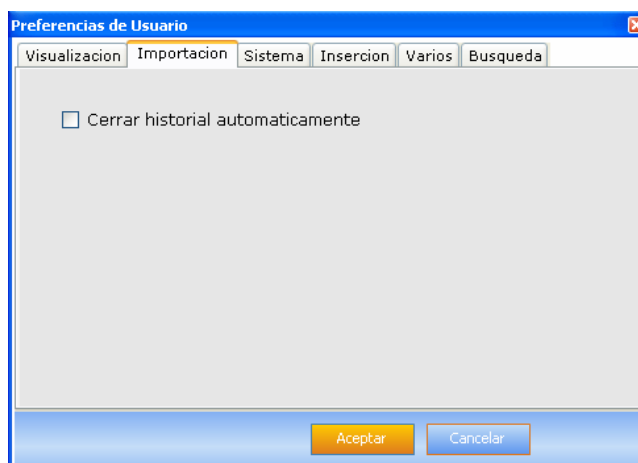 Preferencias de Usuario
Visualizacion Importacion Sistema Insercion Varios Busqueda
Cerrar historial automaticamente
Aceptar Cancelar